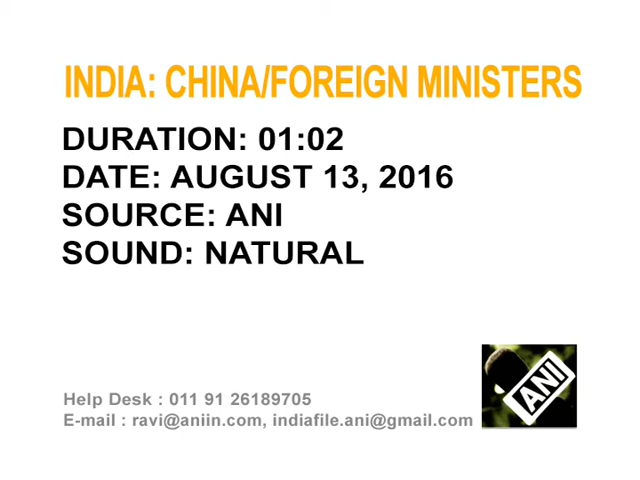 INDIA: CHINA/FOREIGN MINISTERS
DURATION: 01:02
DATE: AUGUST 13, 2016
SOURCE: ANI
SOUND: NATURAL
Help Desk : 011 91 26189705
E-mail : ravi@aniin.com, indiafile.ani@gmail.com
ANI